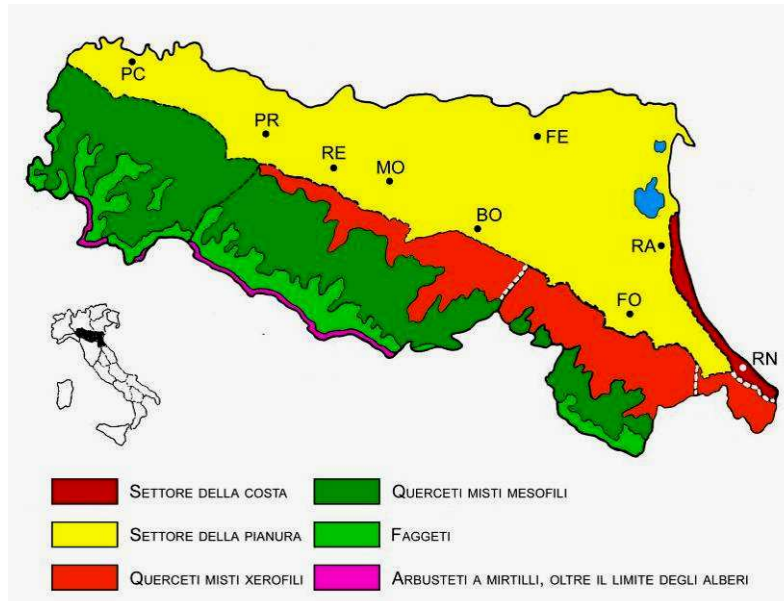 PC
PR
FE
RE
MO
BO
RA
FO
RN
SETTORE DELLA COSTA
QUERCETI MISTI MESOFILI
SETTORE DELLA PIANURA
FAGGETI
QUERCETI MISTI XEROFILI
ARBUSTETI A MIRTILLI, OLTRE IL LIMITE DEGLI ALBERI